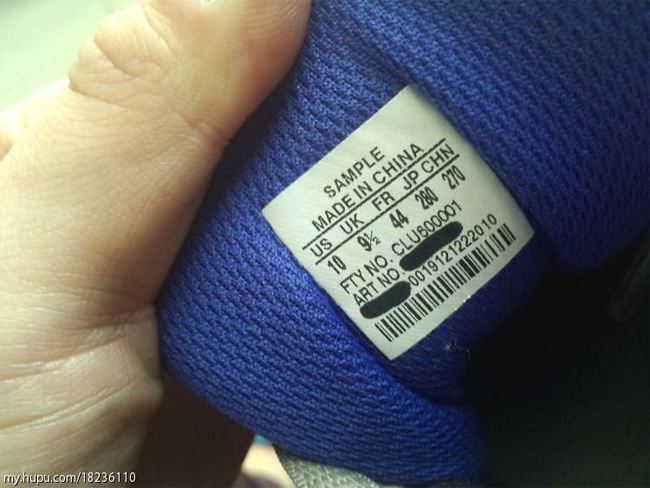 SAMPLE
MADE IN CHINA
US UK FR JP CHN
10 9½ 44 280 270
FTY NO. CLU600001
ART NO.
0019121222010
my.hupu.com/18236110